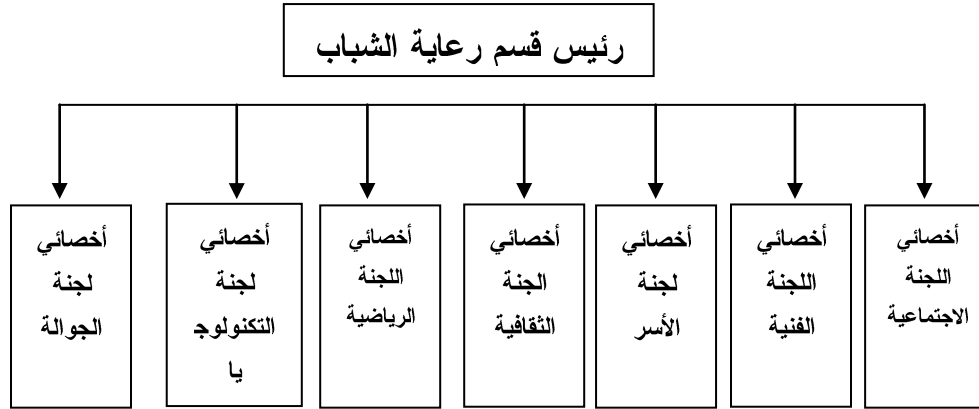 رئيس قسم رعاية الشباب
أخصائي
اللجنة
الاجتماعية
أخصائي
اللجنة
الفنية
أخصائي
لجنة
الأسر
أخصائي
الجنة
الثقافية
أخصائي
اللجنة
الرياضية
أخصائي
لجنة
التكنولوج
يا
أخصائي
لجنة
الجوالة